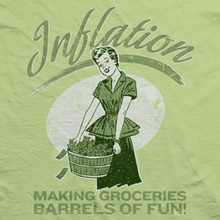 Inflation
MAKING GROCERIES
BARRELS OF FUN!